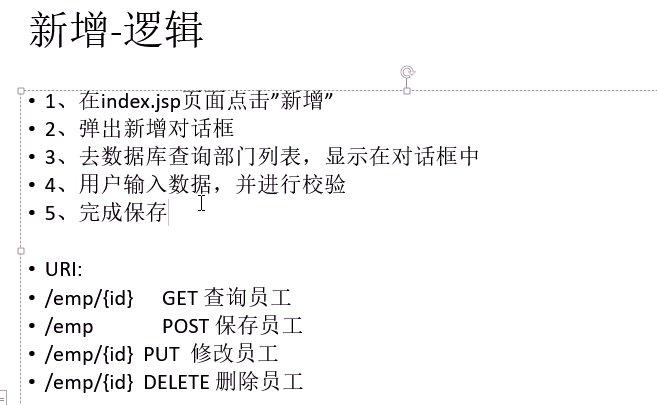 新增-逻辑
• 1、在index.jsp页面点击”新增”
• 2、弹出新增对话框
• 3、去数据库查询部门列表，显示在对话框中
• 4、用户输入数据，并进行校验
• 5、完成保存
• URI:
• /emp/{id} GET 查询员工
• /emp POST 保存员工
• /emp/{id} PUT 修改员工
• /emp/{id} DELETE 删除员工